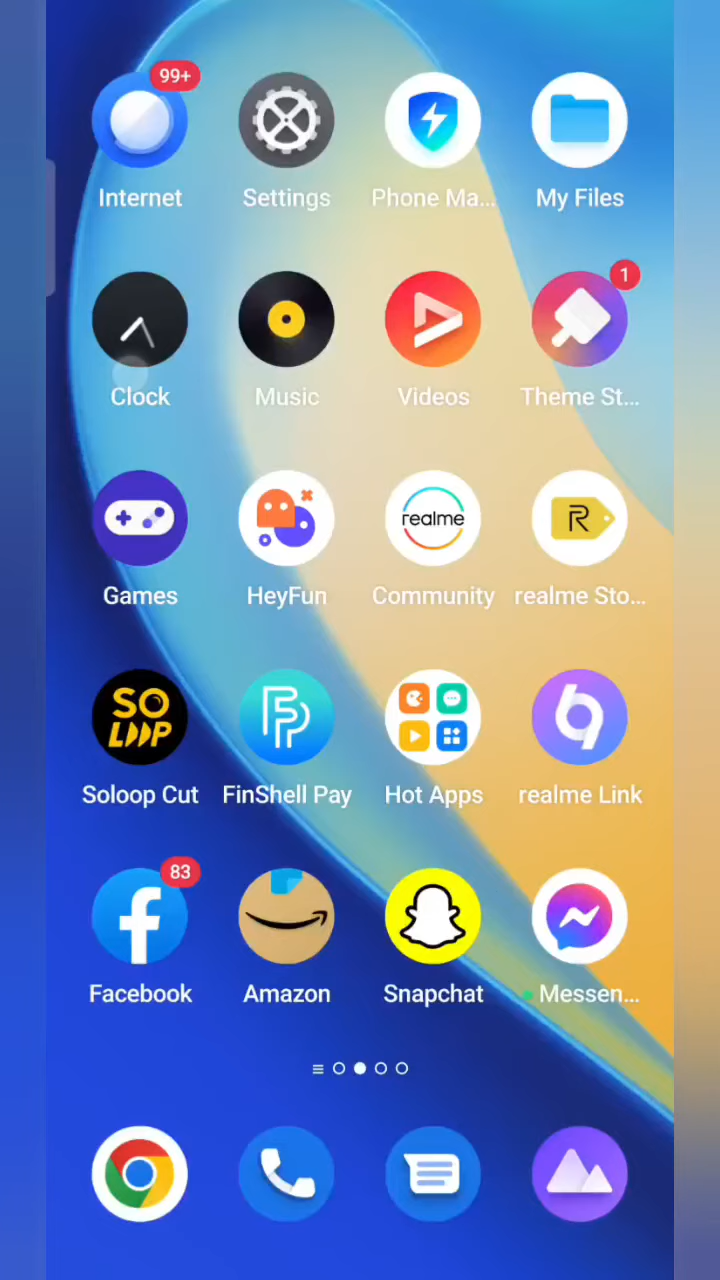 99+
Internet
Settings
Phone Ma...
My Files
1
Clock
Music
Videos
Theme St...
realme
R
Games
HeyFun
Community
realme Sto...
SO
LOOP
Soloop Cut
FinShell Pay
Hot Apps
realme Link
83
f
Facebook
Amazon
Snapchat
Messen...